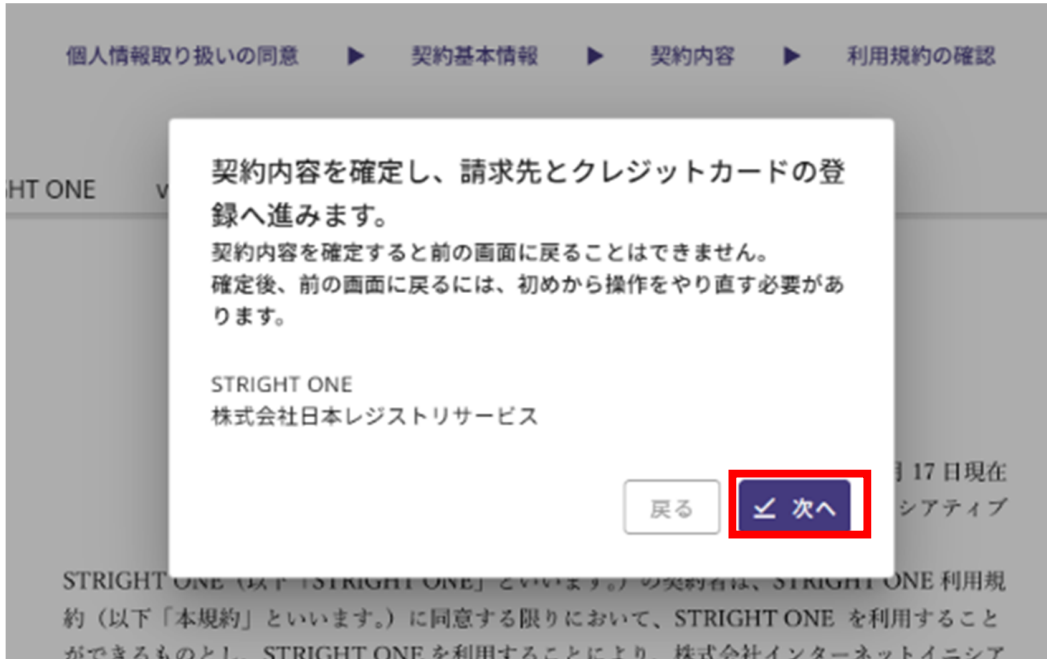 個人情報取り扱いの同意 ▶ 契約基本情報 ▶ 契約内容 ▶ 利用規約の確認
HT ONE v
契約内容を確定し、請求先とクレジットカードの登
録へ進みます。
契約内容を確定すると前の画面に戻ることはできません。
確定後、前の画面に戻るには、初めから操作をやり直す必要があ
ります。
STRIGHT ONE
株式会社日本レジストリサービス
17 日現在
戻る 次へ
シアティブ
STRIGHT ONE（以下「STRIGHT ONE」といいます。）の契約者は、STRIGHT ONE 利用規
約（以下「本規約」といいます。）に同意する限りにおいて、STRIGHT ONE を利用すること
ができるものとし、STRIGHT ONE を利用することにより、株式会社インターネットイニシア